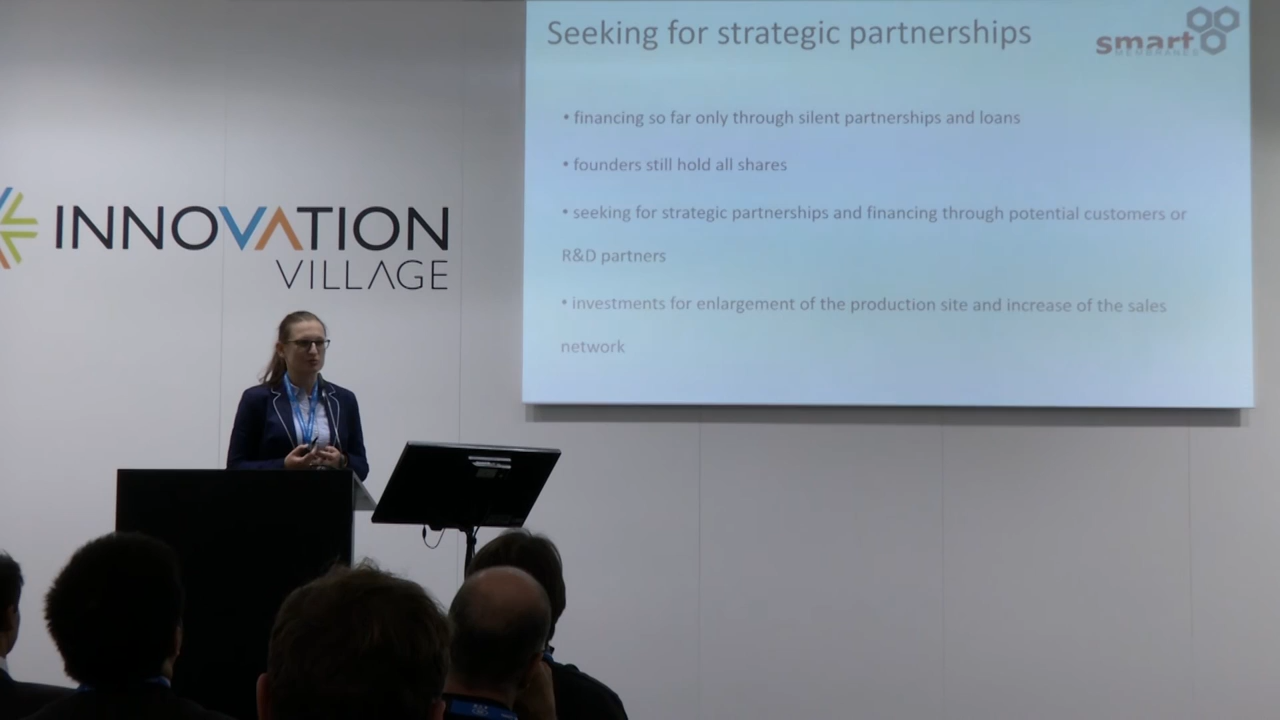 Seeking for strategic partnerships
smart
MEMBRANES
• financing so far only through silent partnerships and loans
• founders still hold all shares
• seeking for strategic partnerships and financing through potential customers or
R&D partners
• investments for enlargement of the production site and increase of the sales
network
INNOVATION
VILLAGE